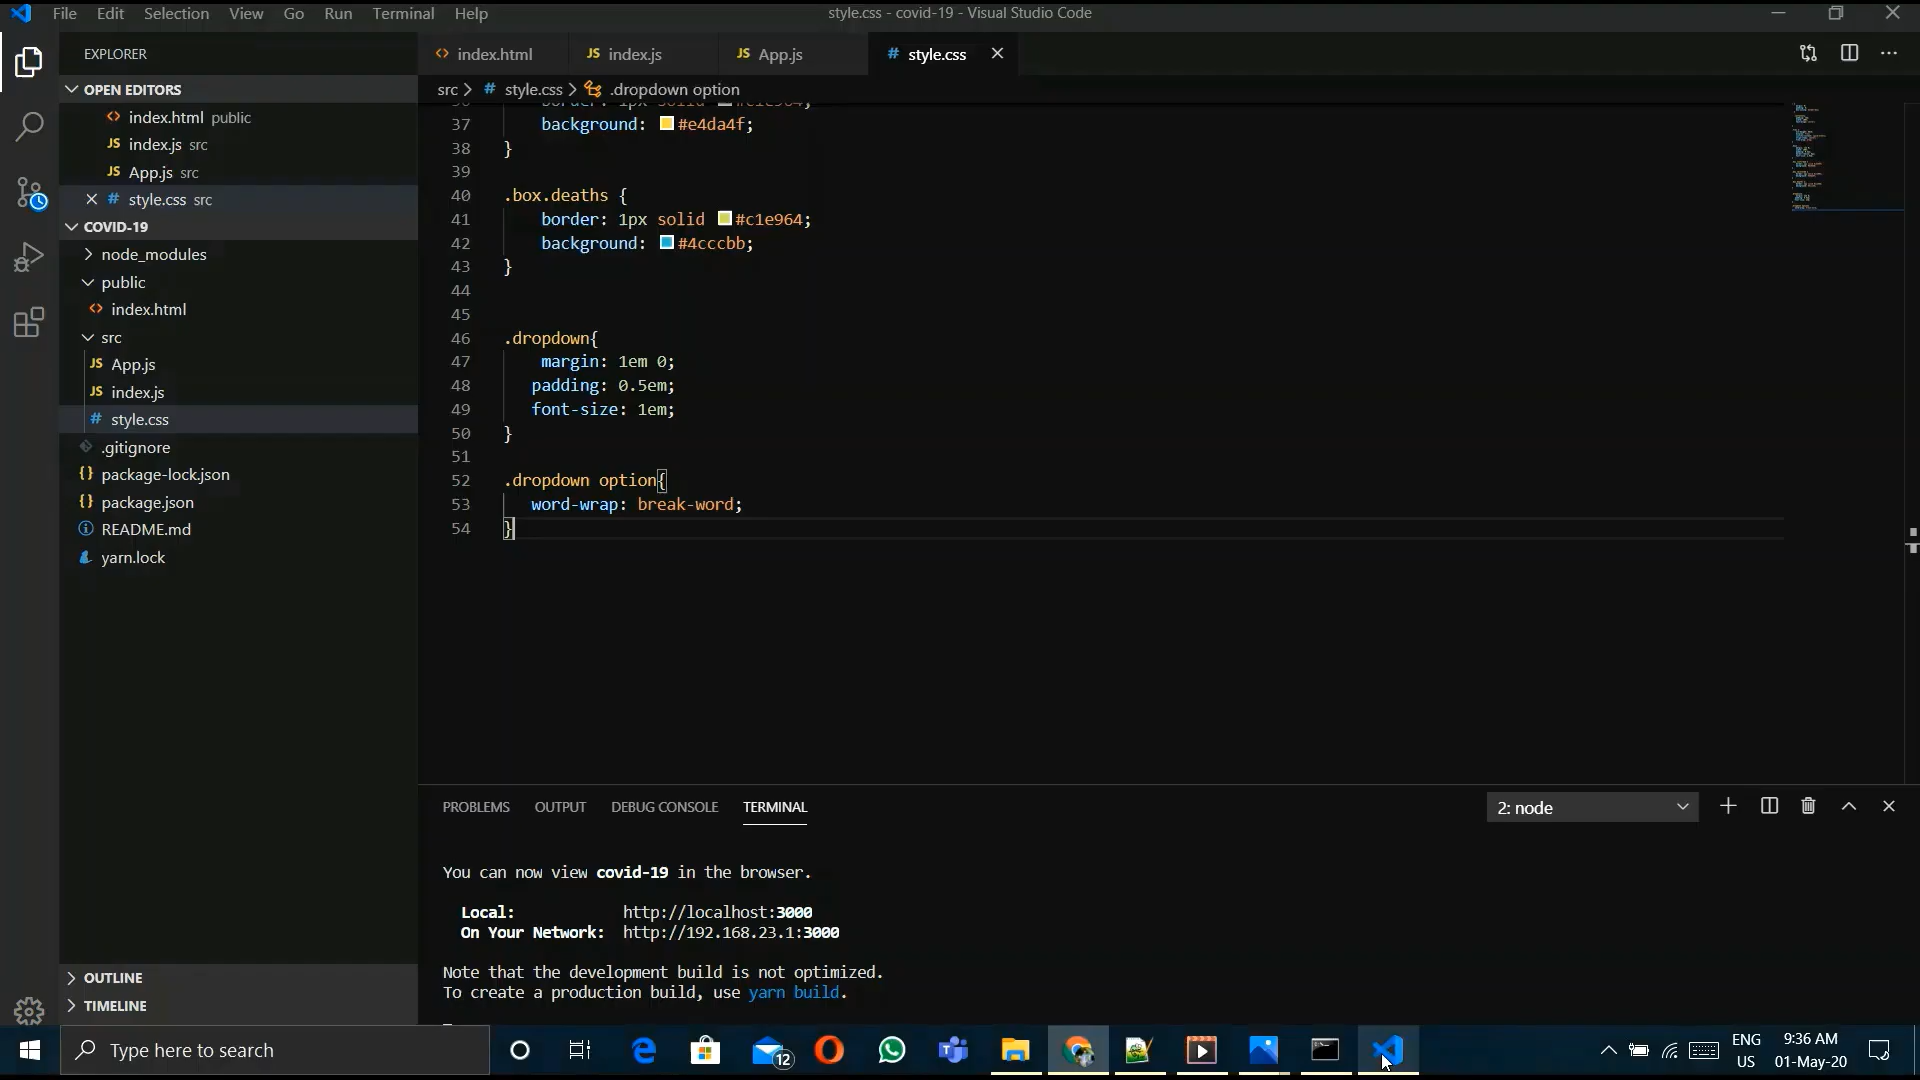 File Edit Selection View Go Run Terminal Help
style.css - covid-19 - Visual Studio Code
EXPLORER
OPEN EDITORS
index.html public
JS index.js src
JS App.js src
# style.css src
COVID-19
node_modules
public
index.html
src
JS App.js
JS index.js
# style.css
.gitignore
{} package-lock.json
{} package.json
README.md
yarn.lock
OUTLINE
TIMELINE
index.html
JS index.js
JS App.js
# style.css
src > # style.css > .dropdown option
37 background: #e4da4f;
38 }
39
40 .box.deaths {
41 border: 1px solid #c1e964;
42 background: #4cccbb;
43 }
44
45
46 .dropdown{
47 margin: 1em 0;
48 padding: 0.5em;
49 font-size: 1em;
50 }
51
52 .dropdown option{
53 word-wrap: break-word;
54 }
PROBLEMS OUTPUT DEBUG CONSOLE TERMINAL
2: node
You can now view covid-19 in the browser.
Local: http://localhost:3000
On Your Network: http://192.168.23.1:3000
Note that the development build is not optimized.
To create a production build, use yarn build.
Type here to search
12
ENG
US
9:36 AM
01-May-20